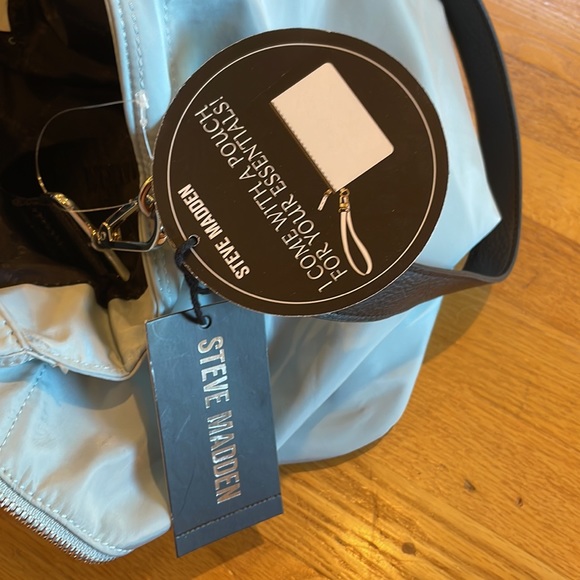 I COME WITH A POUCH
FOR YOUR ESSENTIALS!
STEVE MADDEN
STEVE MADDEN